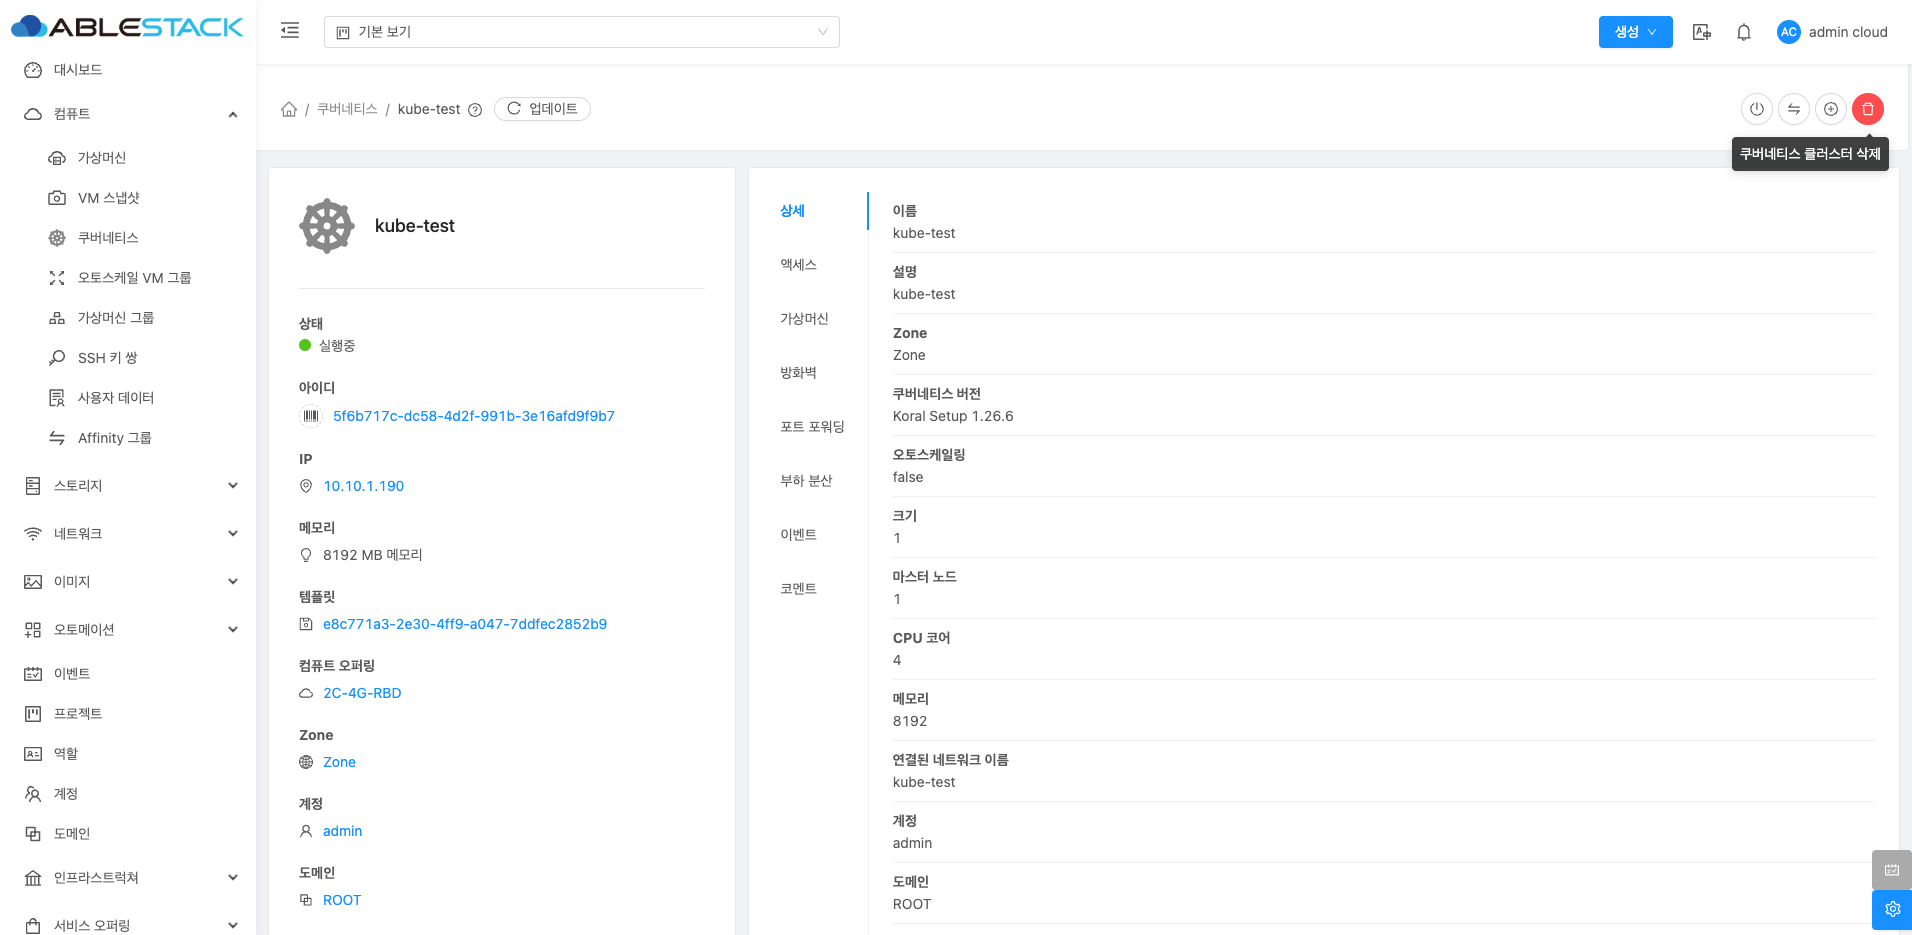 ABLESTACK
기본 보기
생성
AC
admin cloud
대시보드
컴퓨트
가상머신
VM 스냅샷
쿠버네티스
오토스케일 VM 그룹
가상머신 그룹
SSH 키 쌍
사용자 데이터
Affinity 그룹
스토리지
네트워크
이미지
오토메이션
이벤트
프로젝트
역할
계정
도메인
인프라스트럭쳐
서비스 오퍼링
/ 쿠버네티스 / kube-test
업데이트
쿠버네티스 클러스터 삭제
kube-test
상태
실행중
아이디
5f6b717c-dc58-4d2f-991b-3e16afd9f9b7
IP
10.10.1.190
메모리
8192 MB 메모리
템플릿
e8c771a3-2e30-4ff9-a047-7ddfec2852b9
컴퓨트 오퍼링
2C-4G-RBD
Zone
Zone
계정
admin
도메인
ROOT
상세
액세스
가상머신
방화벽
포트 포워딩
부하 분산
이벤트
코멘트
이름
kube-test
설명
kube-test
Zone
Zone
쿠버네티스 버전
Koral Setup 1.26.6
오토스케일링
false
크기
1
마스터 노드
1
CPU 코어
4
메모리
8192
연결된 네트워크 이름
kube-test
계정
admin
도메인
ROOT